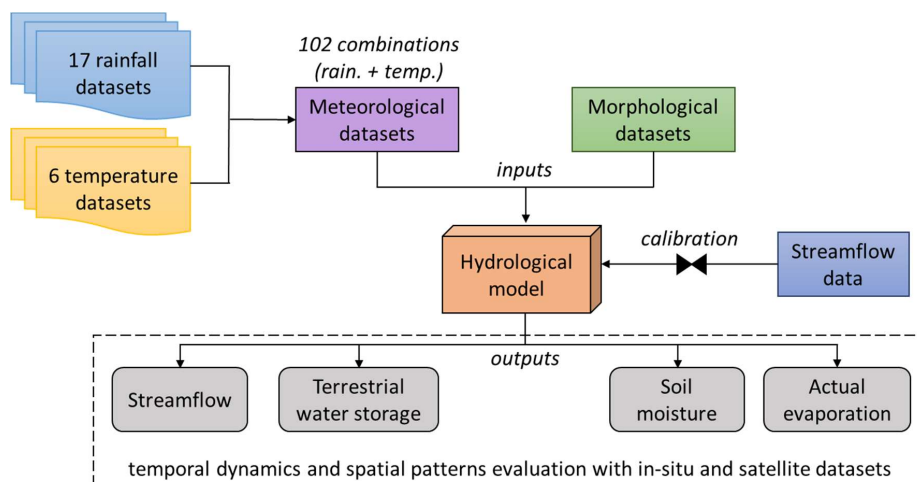 17 rainfall
datasets
6 temperature
datasets
102 combinations
(rain. + temp.)
Meteorological
datasets
Morphological
datasets
inputs
Hydrological
model
calibration
Streamflow
data
outputs
Streamflow
Terrestrial
water storage
Soil
moisture
Actual
evaporation
temporal dynamics and spatial patterns evaluation with in-situ and satellite datasets